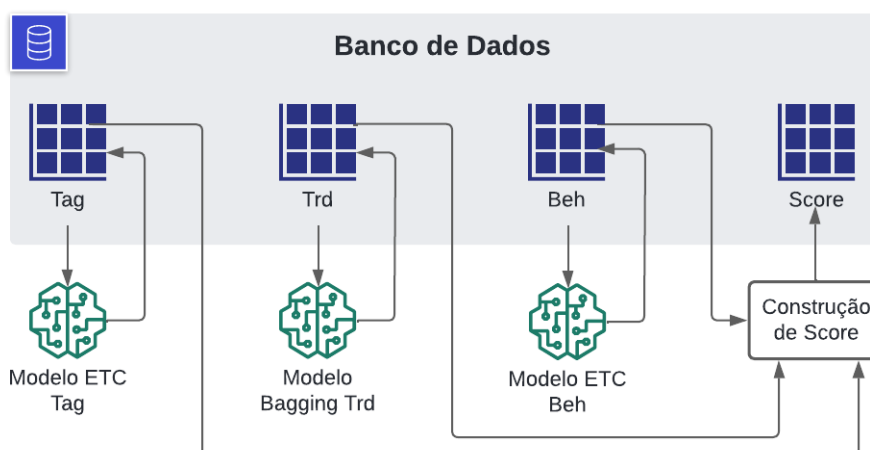 Banco de Dados
Tag
Trd
Beh
Score
Construção
de Score
Modelo ETC
Tag
Modelo
Bagging Trd
Modelo ETC
Beh